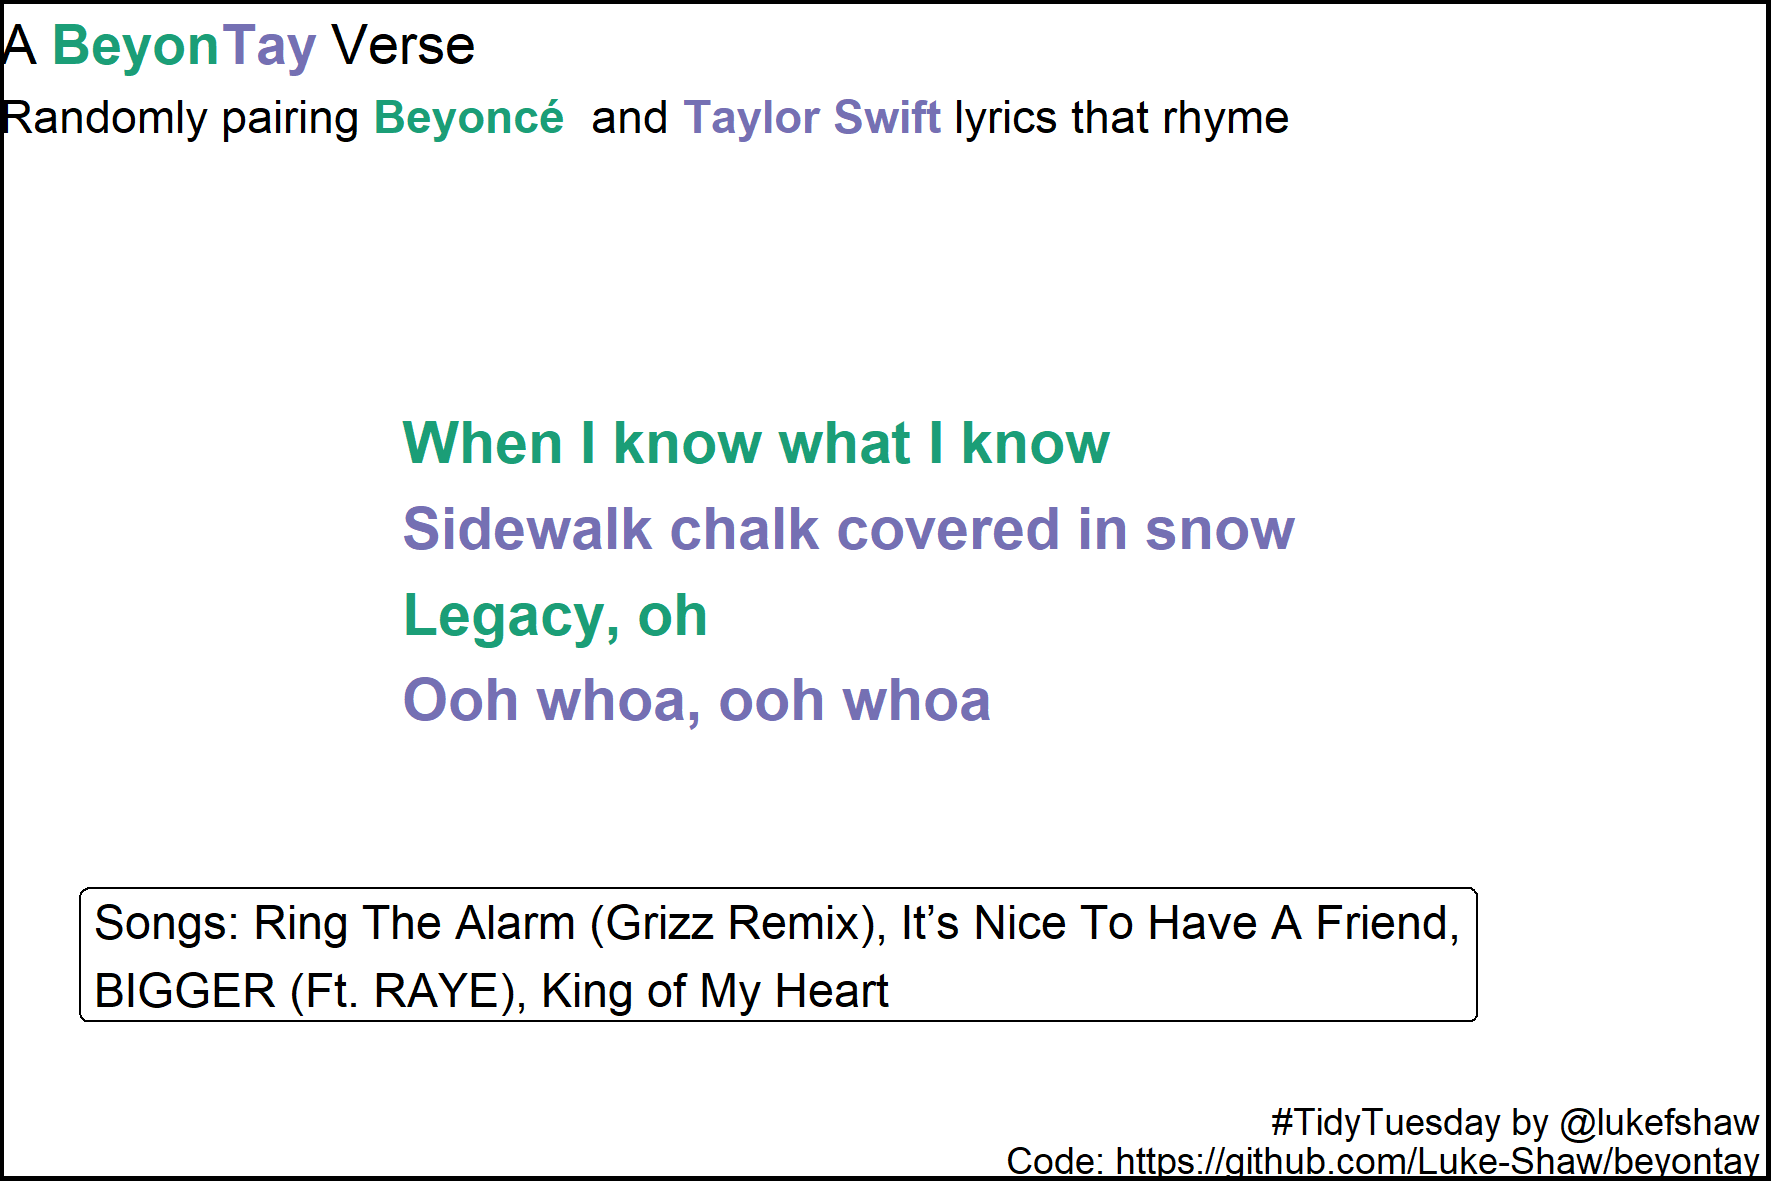 A BeyonTay Verse
Randomly pairing Beyoncé  and Taylor Swift lyrics that rhyme
When I know what I know
Sidewalk chalk covered in snow
Legacy, oh
Ooh whoa, ooh whoa
Songs: Ring The Alarm (Grizz Remix), It’s Nice To Have A Friend,
BIGGER (Ft. RAYE), King of My Heart
#TidyTuesday by @lukefshaw
Code: https://github.com/Luke-Shaw/beyontay